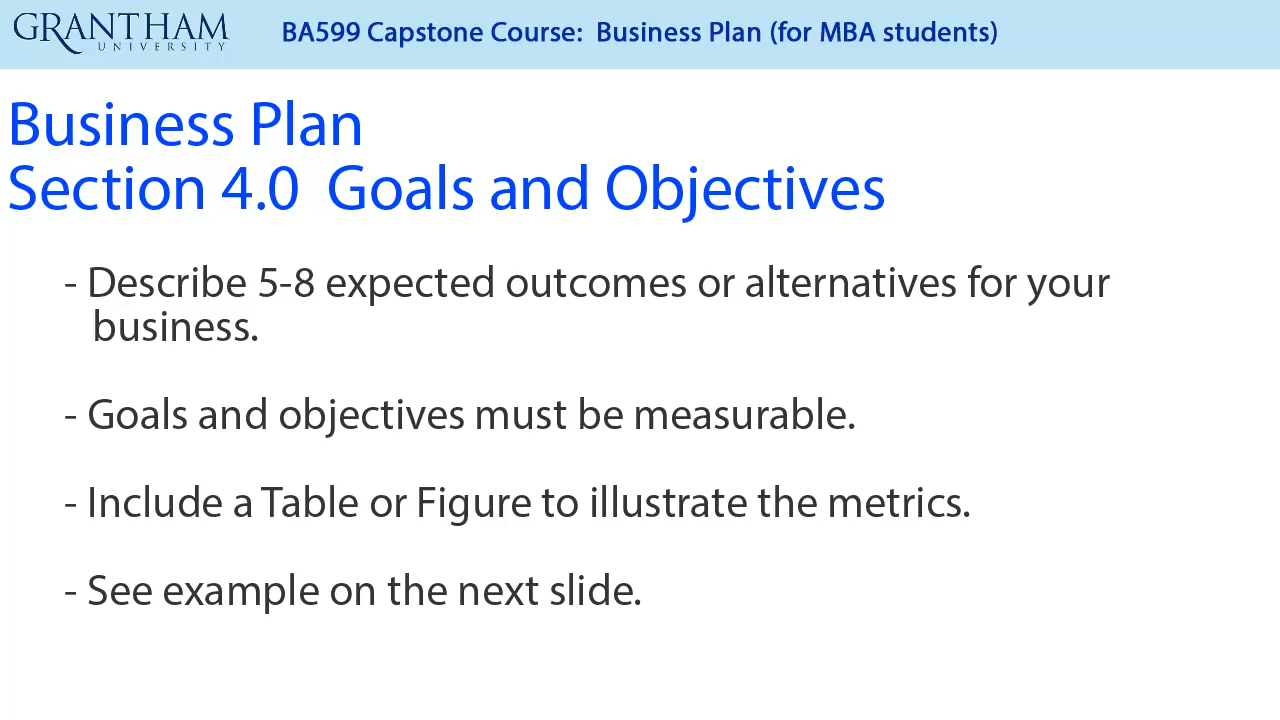 GRANTHAM
UNIVERSITY
BA599 Capstone Course: Business Plan (for MBA students)
Business Plan
Section 4.0 Goals and Objectives
- Describe 5-8 expected outcomes or alternatives for your
business.
- Goals and objectives must be measurable.
- Include a Table or Figure to illustrate the metrics.
- See example on the next slide.